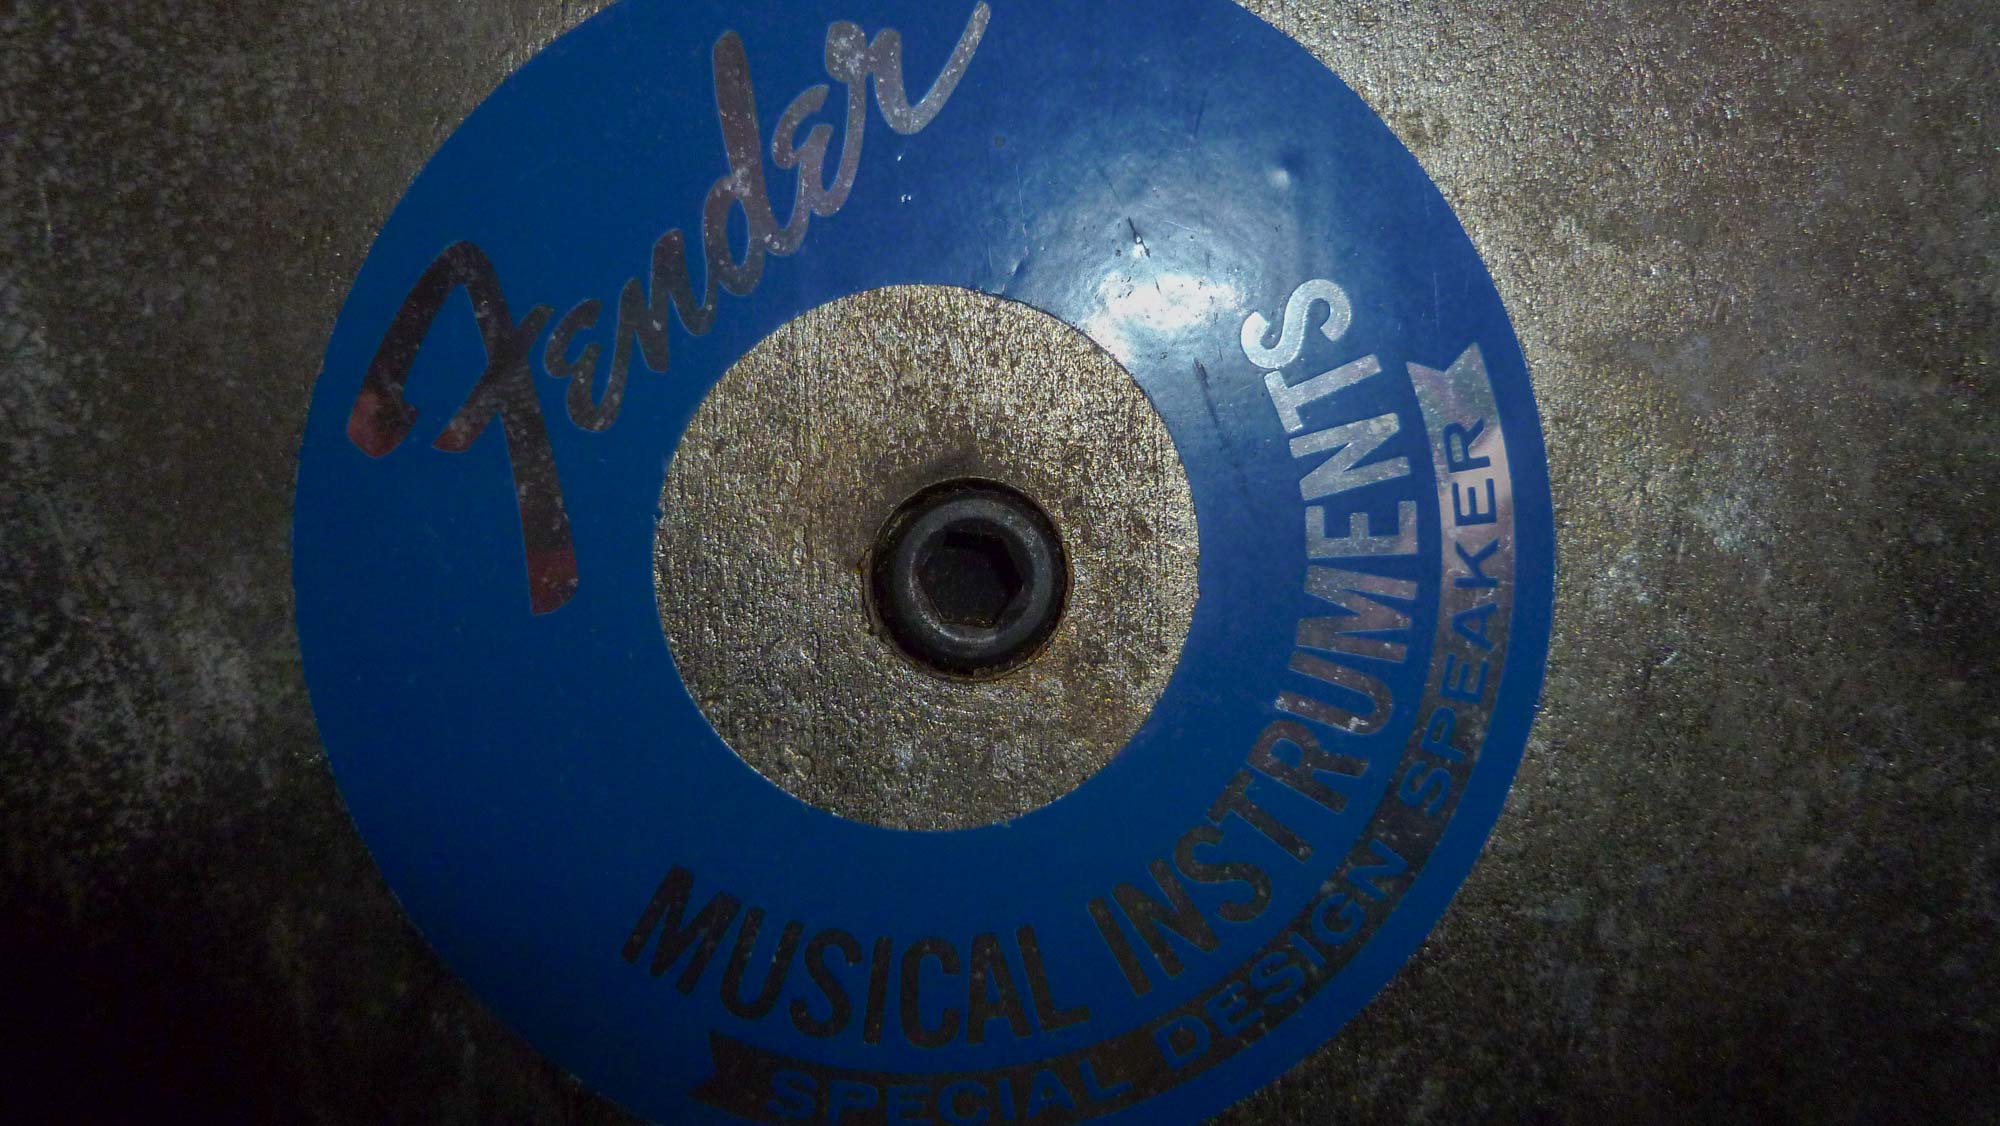 Fender
MUSICAL INSTRUMENTS
SPECIAL DESIGN SPEAKER